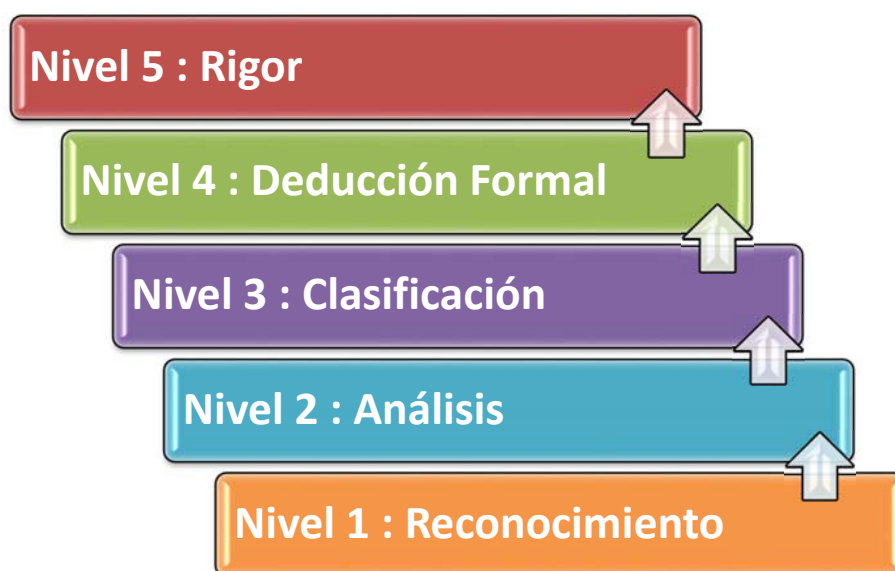 Nivel 5 : Rigor
Nivel 4 : Deducción Formal
Nivel 3 : Clasificación
Nivel 2 : Análisis
Nivel 1 : Reconocimiento